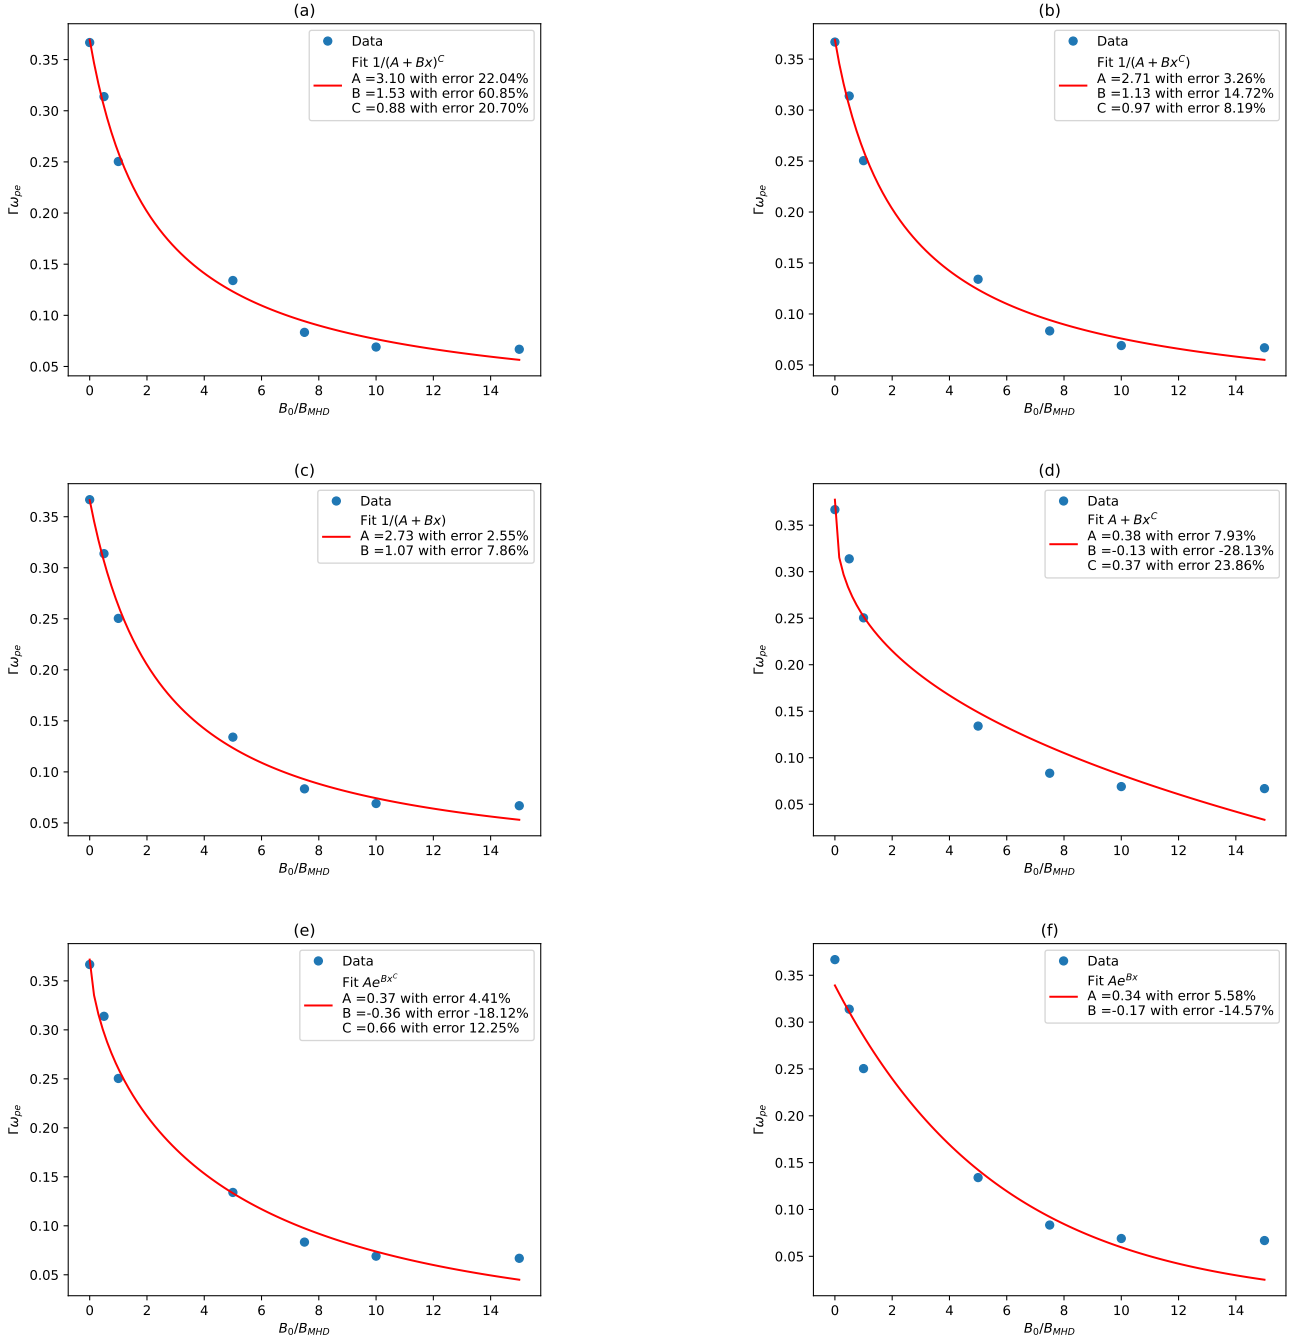 (a)
0.35
0.30
0.25
0.20
0.15
0.10
0.05
Γω_pe
Data
Fit 1/(A + Bx)^C
A =3.10 with error 22.04%
B =1.53 with error 60.85%
C =0.88 with error 20.70%
0 2 4 6 8 10 12 14
B_0/B_MHD
(b)
0.35
0.30
0.25
0.20
0.15
0.10
0.05
Γω_pe
Data
Fit 1/(A + Bx^C)
A =2.71 with error 3.26%
B =1.13 with error 14.72%
C =0.97 with error 8.19%
0 2 4 6 8 10 12 14
B_0/B_MHD
(c)
0.35
0.30
0.25
0.20
0.15
0.10
0.05
Γω_pe
Data
Fit 1/(A + Bx)
A =2.73 with error 2.55%
B =1.07 with error 7.86%
0 2 4 6 8 10 12 14
B_0/B_MHD
(d)
0.35
0.30
0.25
0.20
0.15
0.10
0.05
Γω_pe
Data
Fit A + Bx^C
A =0.38 with error 7.93%
B =-0.13 with error -28.13%
C =0.37 with error 23.86%
0 2 4 6 8 10 12 14
B_0/B_MHD
(e)
0.35
0.30
0.25
0.20
0.15
0.10
0.05
Γω_pe
Data
Fit Ae^{Bx^C}
A =0.37 with error 4.41%
B =-0.36 with error -18.12%
C =0.66 with error 12.25%
0 2 4 6 8 10 12 14
B_0/B_MHD
(f)
0.35
0.30
0.25
0.20
0.15
0.10
0.05
Γω_pe
Data
Fit Ae^{Bx}
A =0.34 with error 5.58%
B =-0.17 with error -14.57%
0 2 4 6 8 10 12 14
B_0/B_MHD